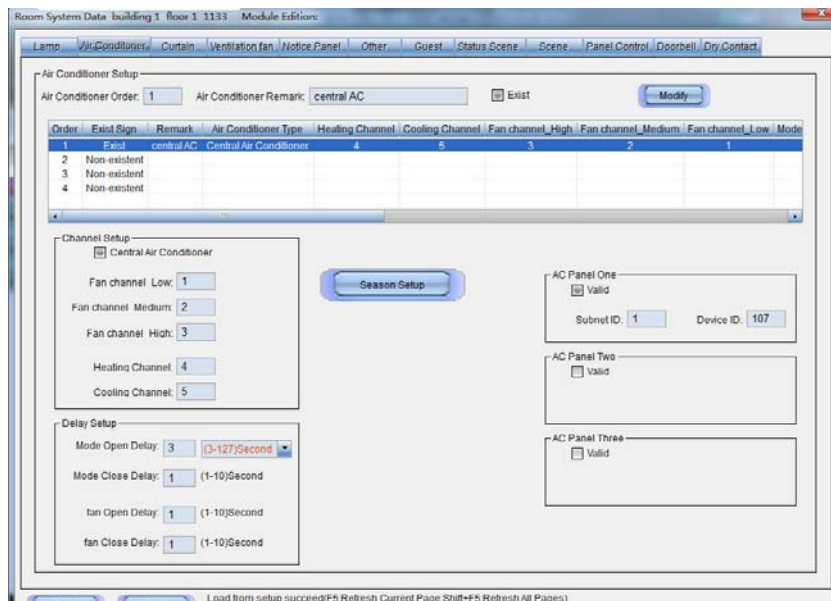 Room System Data building 1 floor 1 1133 Module Edition:
Lamp Air Conditioner Curtain Ventilation fan Notice Panel Other Guest Status Scene Scene Panel Control Doorbell Dry Contact
Air Conditioner Setup
Air Conditioner Order: 1 Air Conditioner Remark: central AC Exist Modify
Order Exist Sign Remark Air Conditioner Type Heating Channel Cooling Channel Fan channel_High Fan channel_Medium Fan channel_Low Mode
1 Exist central AC Central Air Conditioner 4 5 3 2 1
2 Non-existent
3 Non-existent
4 Non-existent
Channel Setup
Central Air Conditioner
Fan channel Low: 1
Fan channel Medium: 2
Fan channel High: 3
Heating Channel: 4
Cooling Channel: 5
Season Setup
AC Panel One
Valid
Subnet ID: 1 Device ID: 107
AC Panel Two
Valid
AC Panel Three
Valid
Delay Setup
Mode Open Delay: 3 (3-127)Second
Mode Close Delay: 1 (1-10)Second
fan Open Delay: 1 (1-10)Second
fan Close Delay: 1 (1-10)Second
Load from setup succeed(F5 Refresh Current Page Shift+F5 Refresh All Pages)